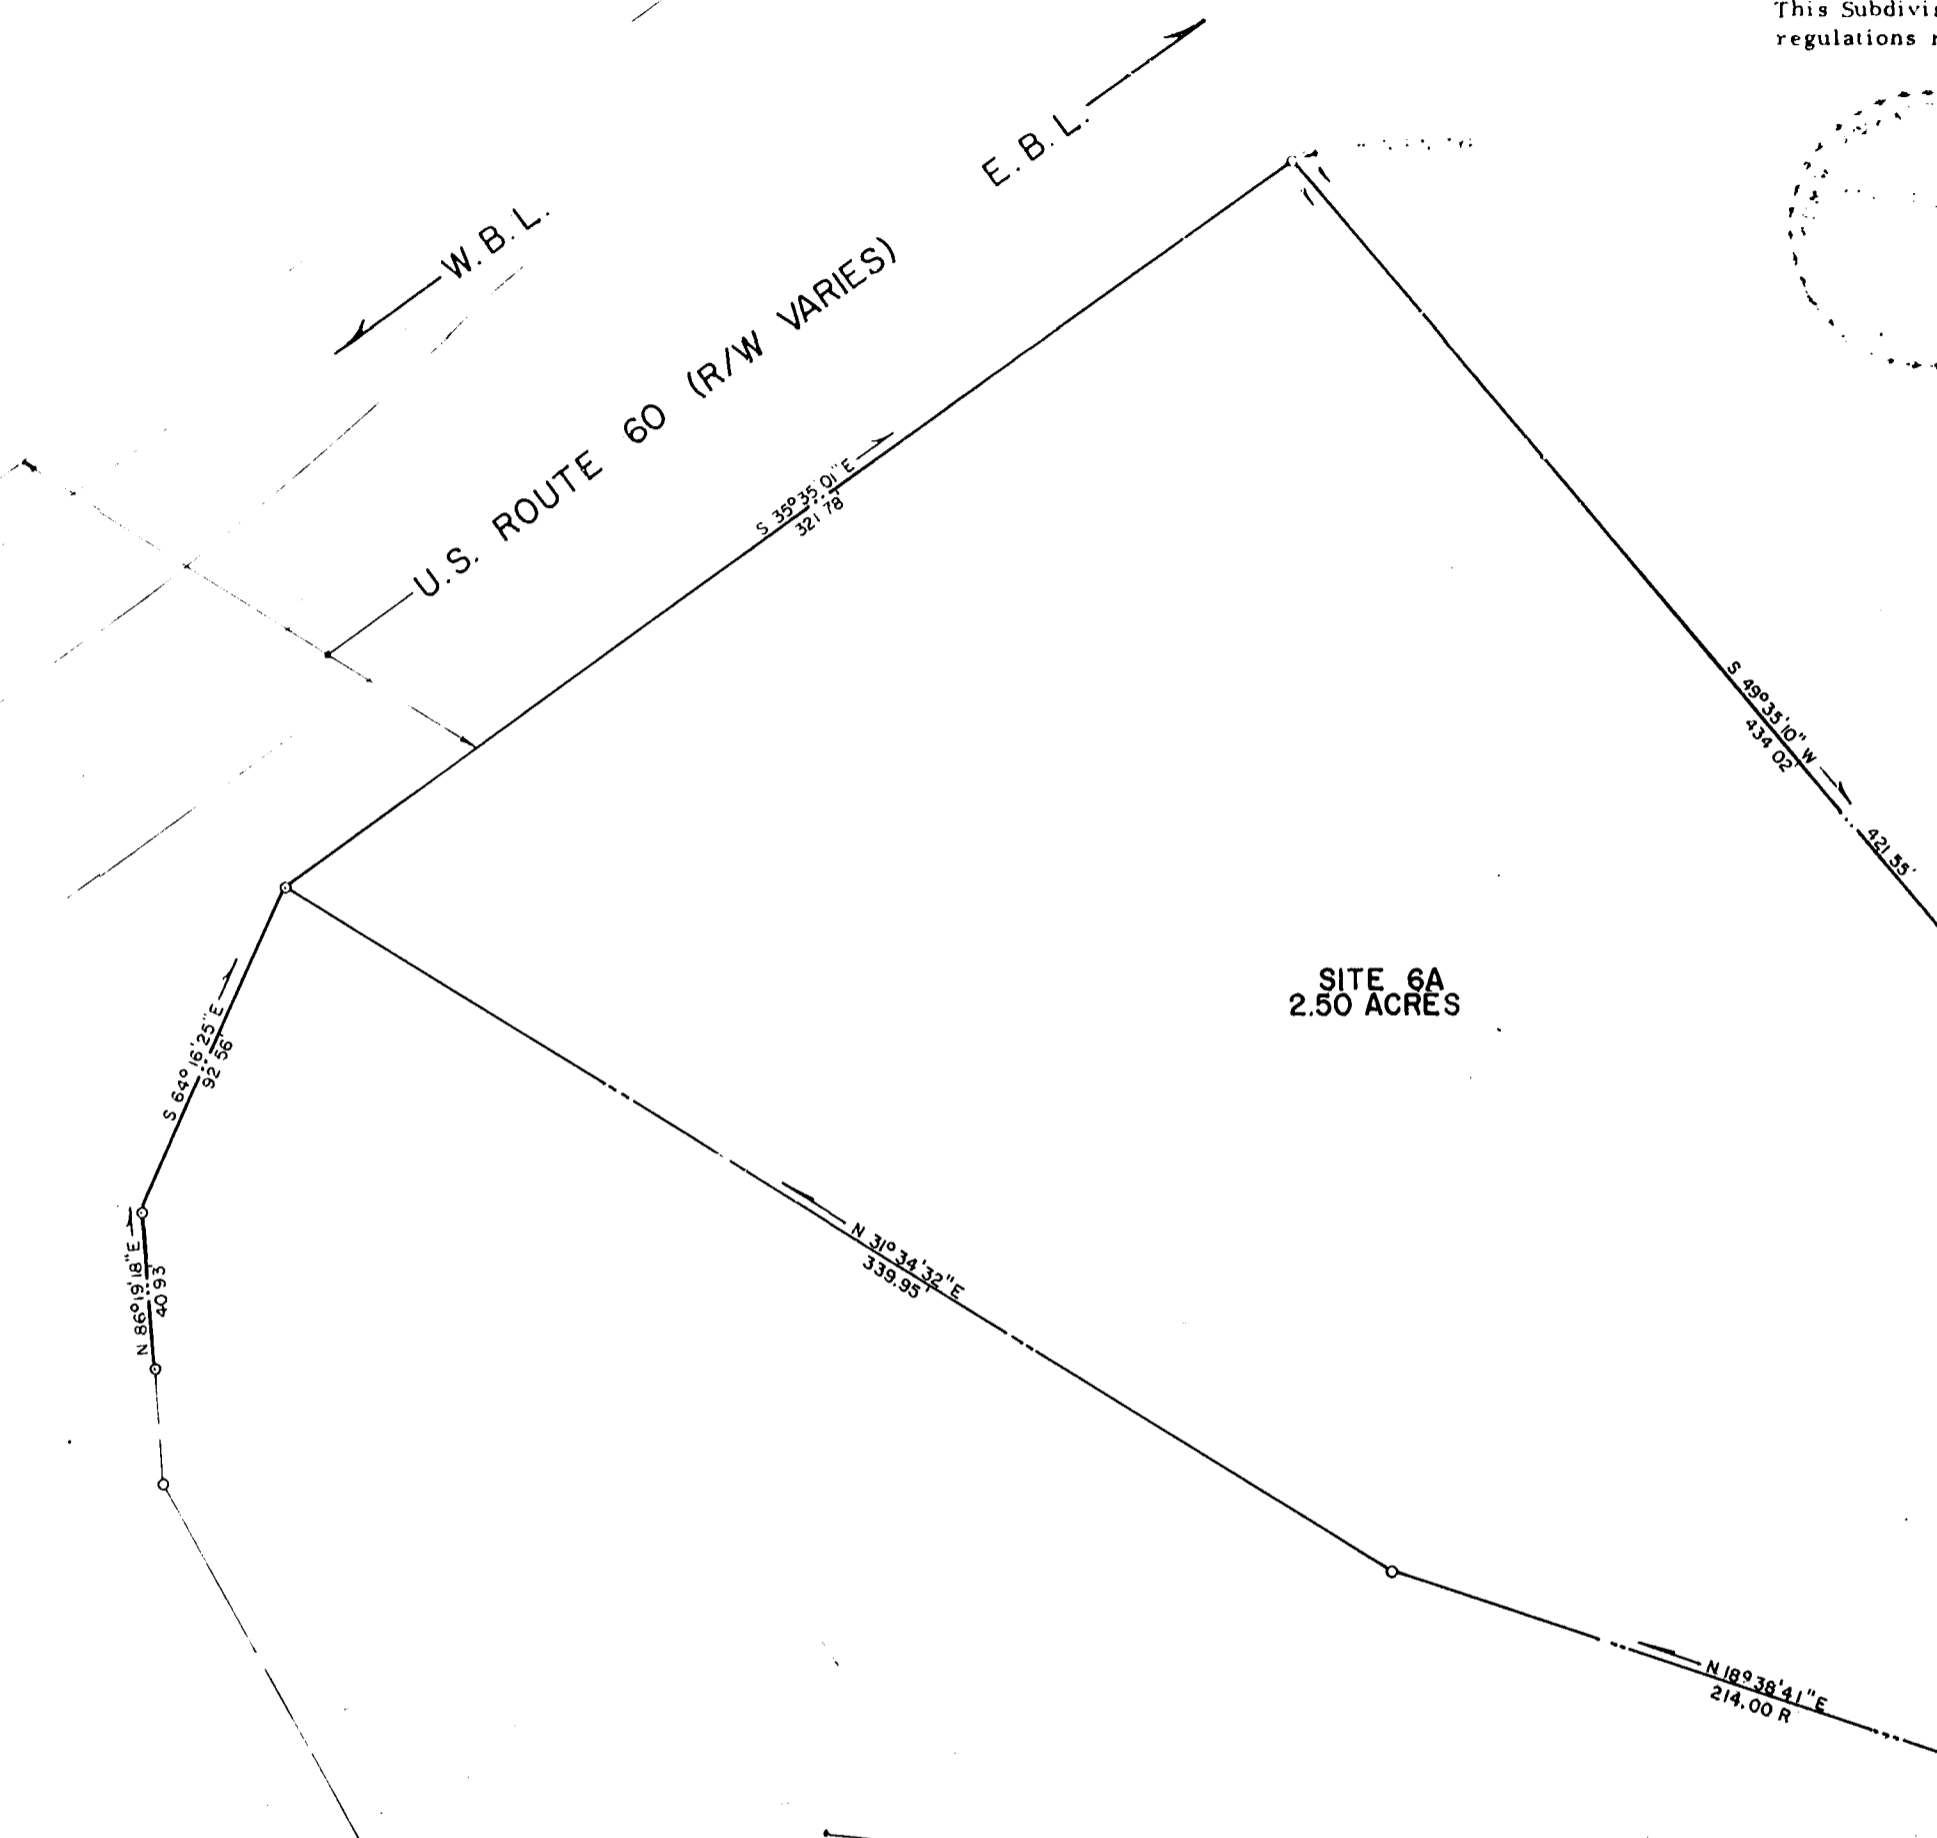 This Subdivis
regulations r
E.B.L.
W.B.L.
U.S. ROUTE 60 (R/W VARIES)
S 35°35'01"E
321.78'
S 49°35'10" W
434.02'
421.55'
SITE 6A
2.50 ACRES
S 64°16'25"E
92.56'
N 86°19'18"E
40.93'
N 31°34'32"E
339.95'
N 18°38'41"E
214.00 R